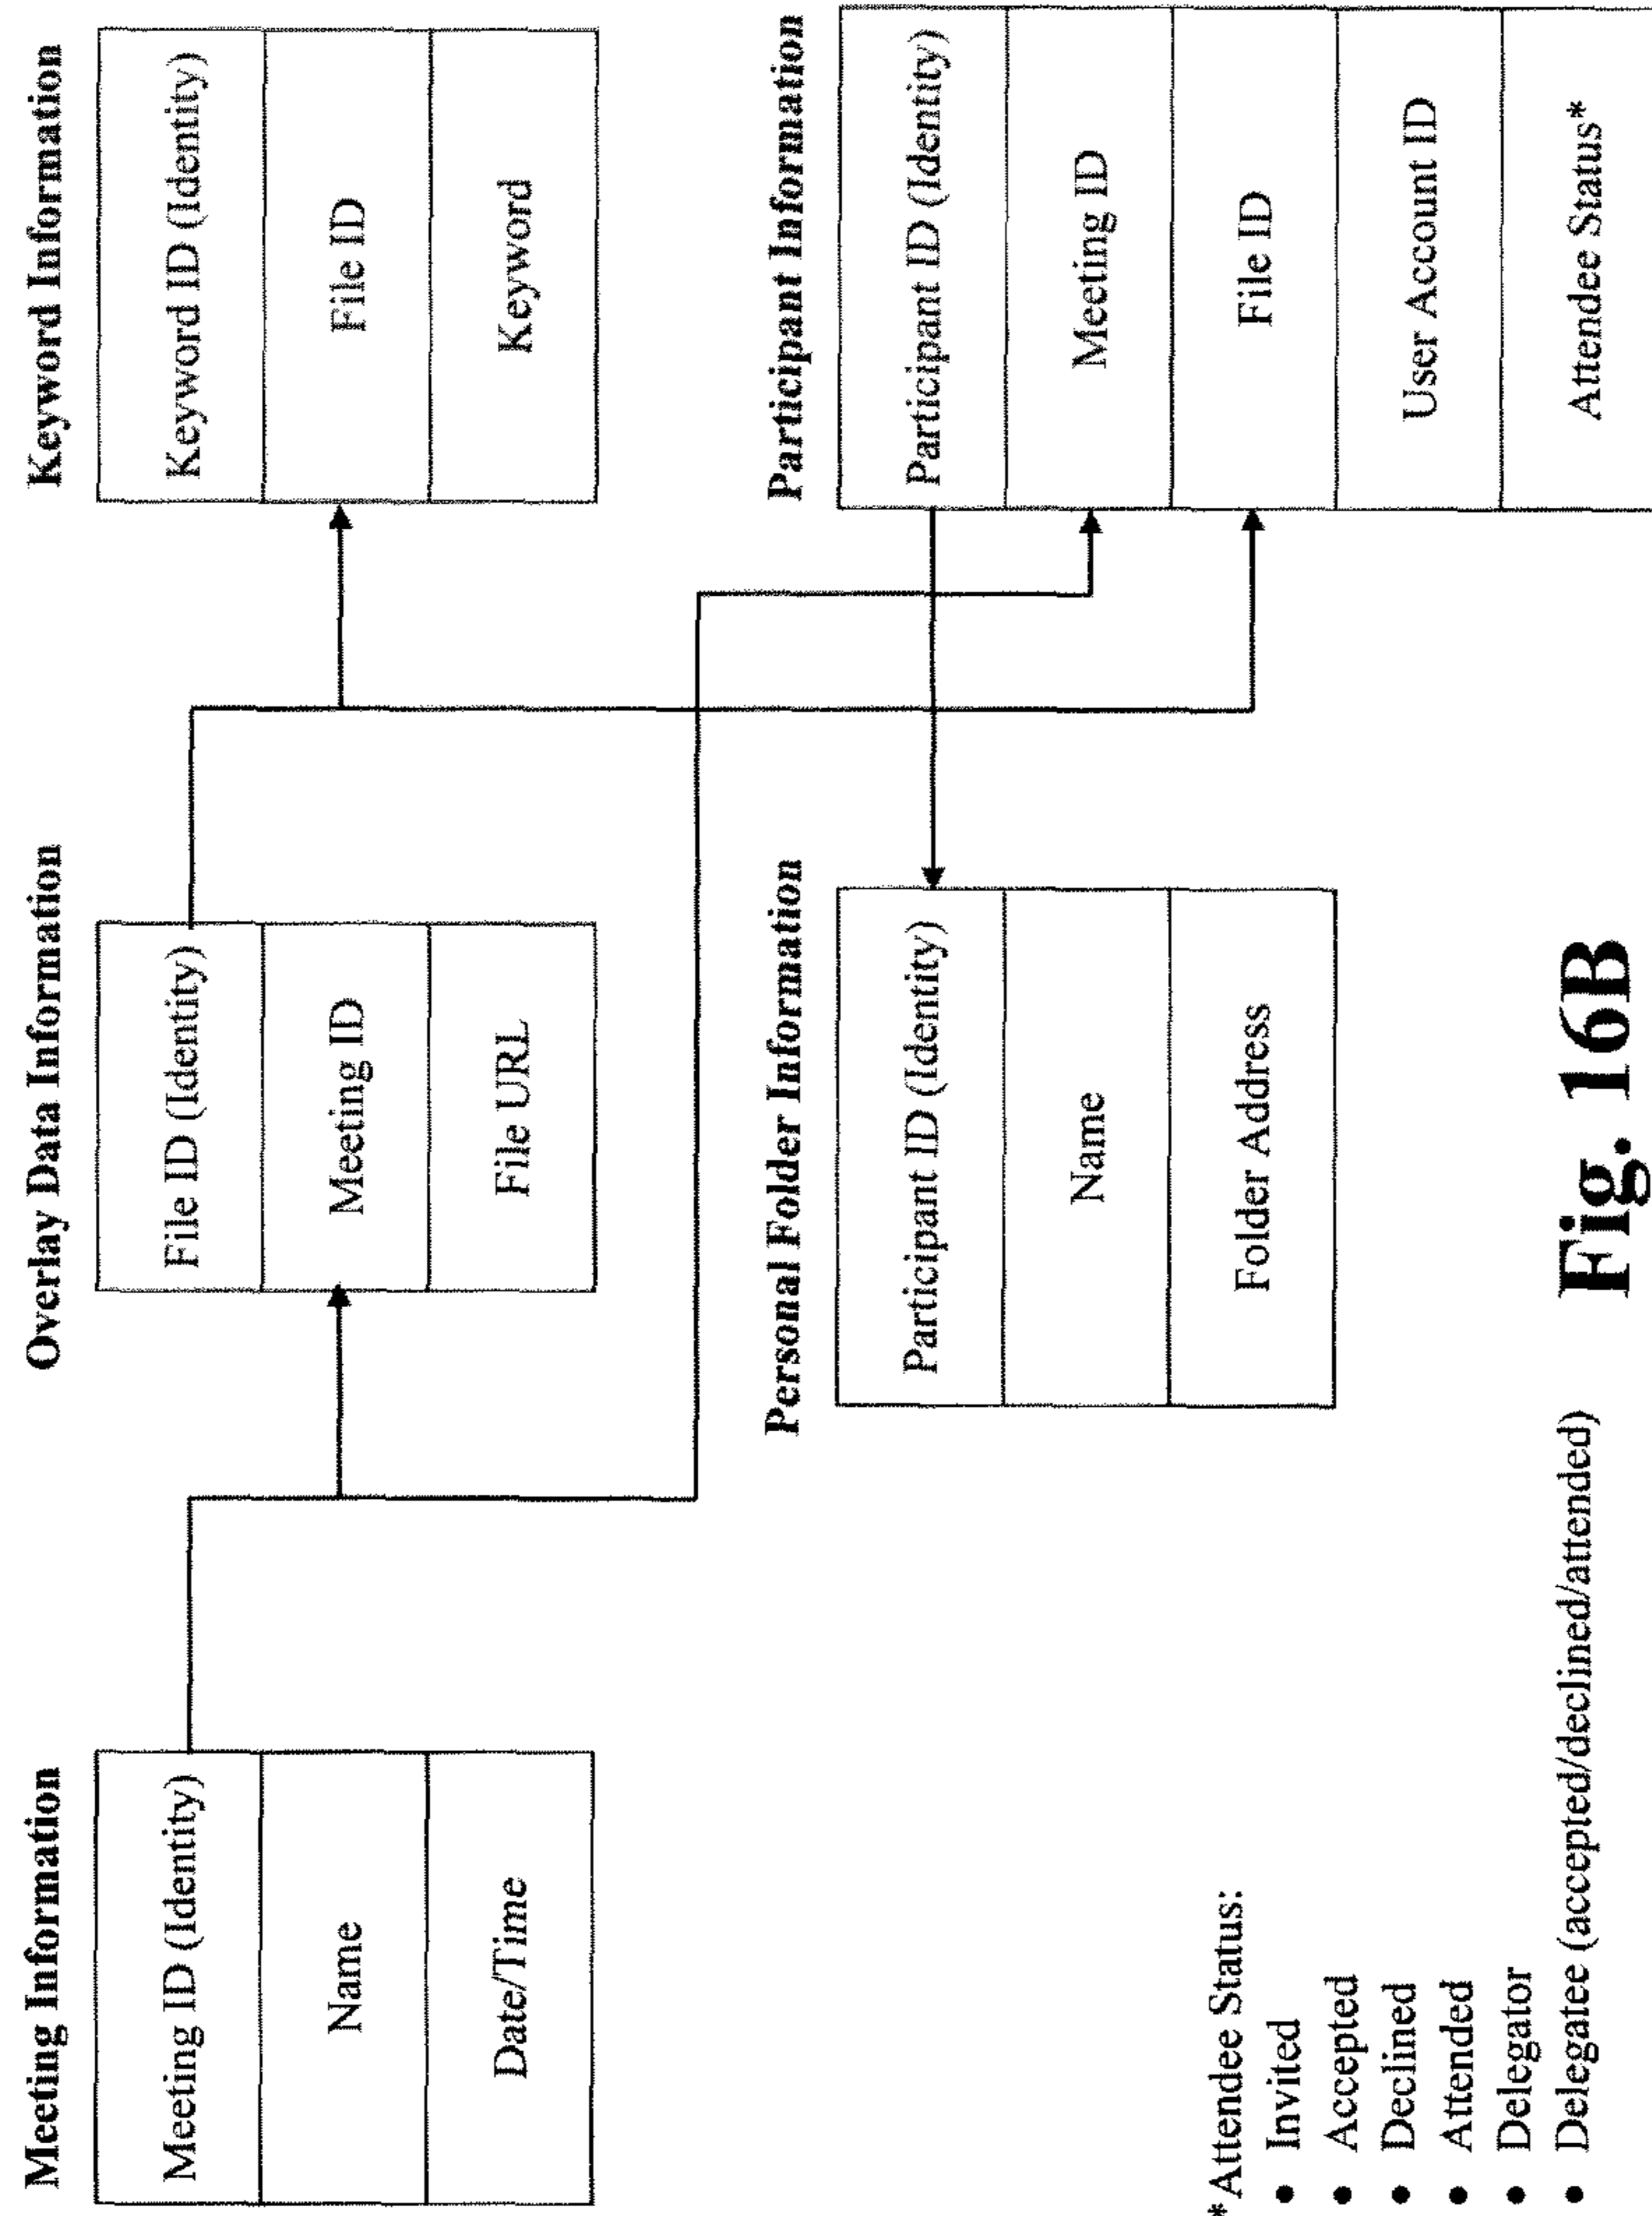 Meeting Information
Meeting ID (Identity)
Name
Date/Time
Overlay Data Information
File ID (Identity)
Meeting ID
File URL
Keyword Information
Keyword ID (Identity)
File ID
Keyword
Personal Folder Information
Participant ID (Identity)
Name
Folder Address
Participant Information
Participant ID (Identity)
Meeting ID
File ID
User Account ID
Attendee Status*
*Attendee Status:
• Invited
• Accepted
• Declined
• Attended
• Delegator
• Delegatee (accepted/declined/attended)
Fig. 16B